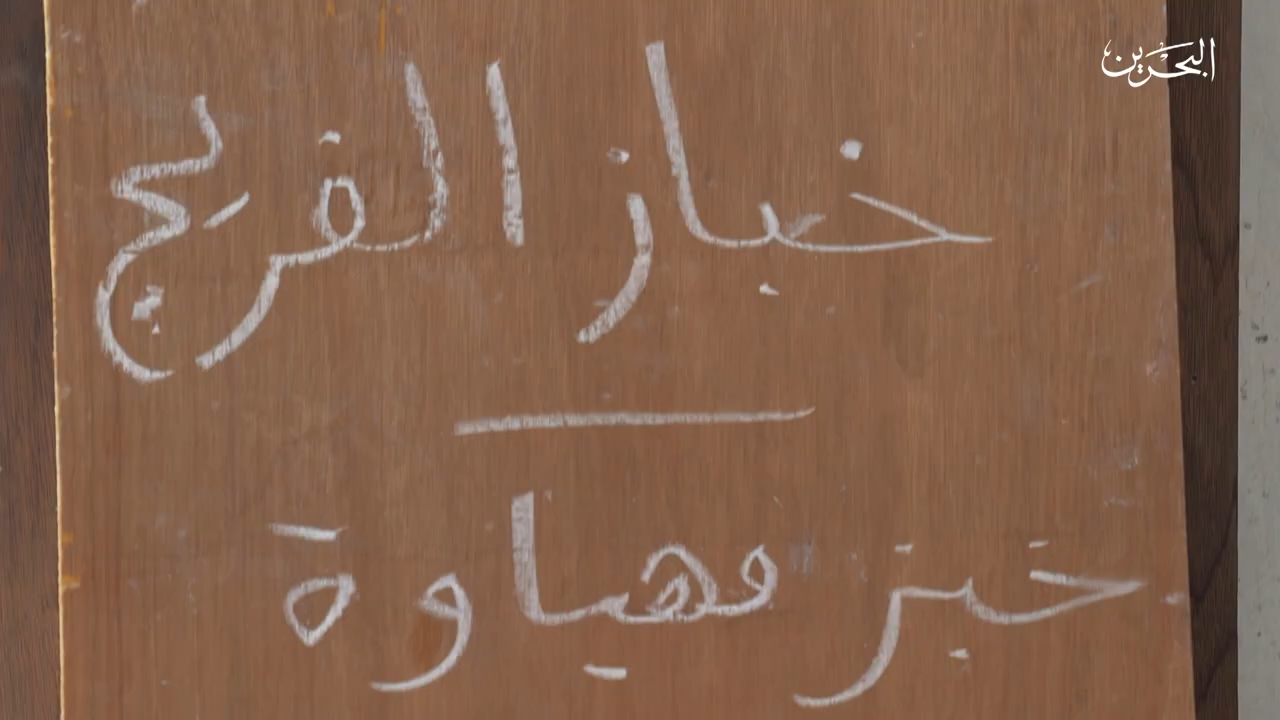 البحرين
خباز الفريج
خبز مهياوة